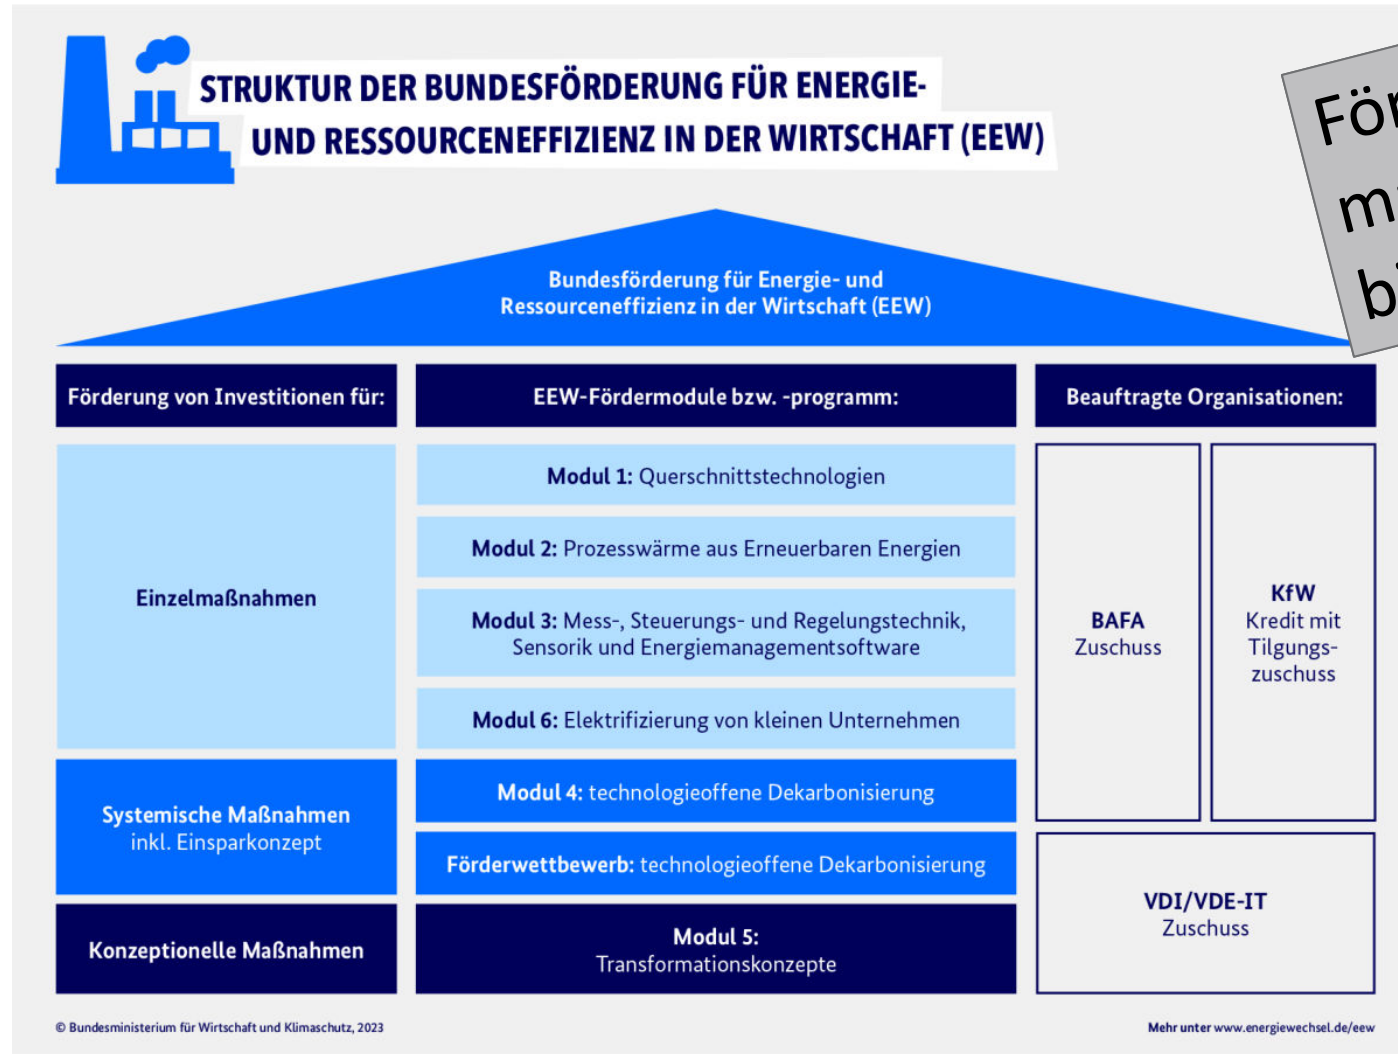 STRUKTUR DER BUNDESFÖRDERUNG FÜR ENERGIE-
UND RESSOURCENEFFIZIENZ IN DER WIRTSCHAFT (EEW)
Bundesförderung für Energie- und
Ressourceneffizienz in der Wirtschaft (EEW)
Förderung von Investitionen für:
EEW-Fördermodule bzw. -programm:
Beauftragte Organisationen:
Einzelmaßnahmen
Modul 1: Querschnittstechnologien
Modul 2: Prozesswärme aus Erneuerbaren Energien
Modul 3: Mess-, Steuerungs- und Regelungstechnik,
Sensorik und Energiemanagementsoftware
Modul 6: Elektrifizierung von kleinen Unternehmen
Systemische Maßnahmen
inkl. Einsparkonzept
Modul 4: technologieoffene Dekarbonisierung
Förderwettbewerb: technologieoffene Dekarbonisierung
Konzeptionelle Maßnahmen
Modul 5:
Transformationskonzepte
BAFA
Zuschuss
KfW
Kredit mit
Tilgungs-
zuschuss
VDI/VDE-IT
Zuschuss
© Bundesministerium für Wirtschaft und Klimaschutz, 2023
Mehr unter www.energiewechsel.de/eew